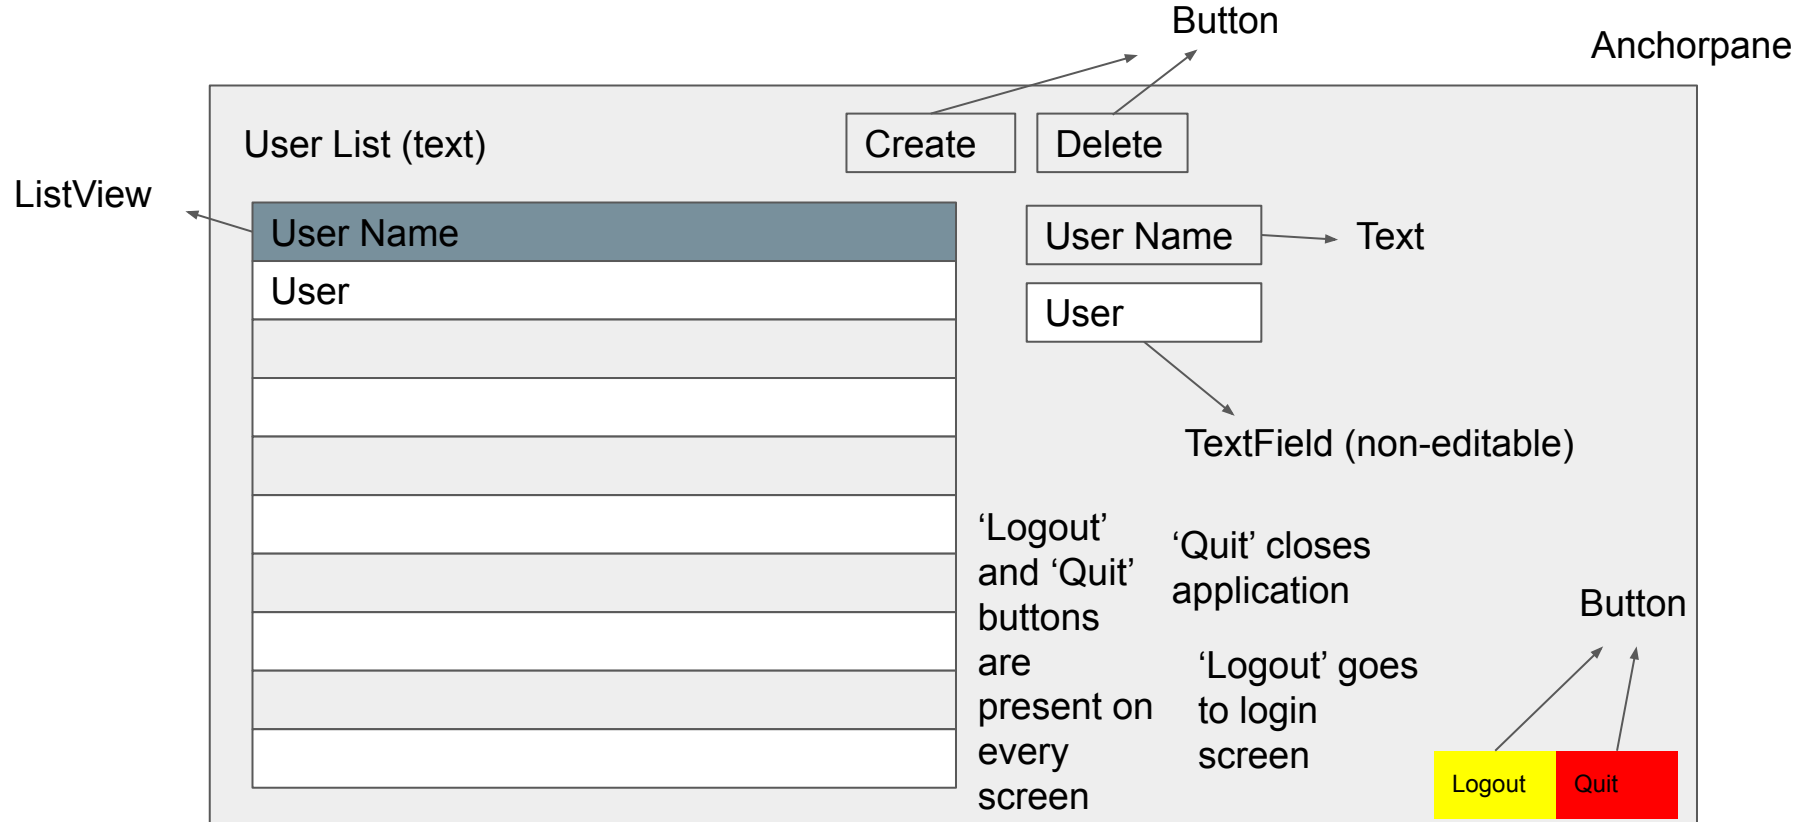 Button
Anchorpane
User List (text)
Create
Delete
ListView
User Name
User Name
Text
User
User
TextField (non-editable)
‘Logout’
and ‘Quit’
buttons
are
present on
every
screen
‘Quit’ closes
application
Button
‘Logout’ goes
to login
screen
Logout
Quit